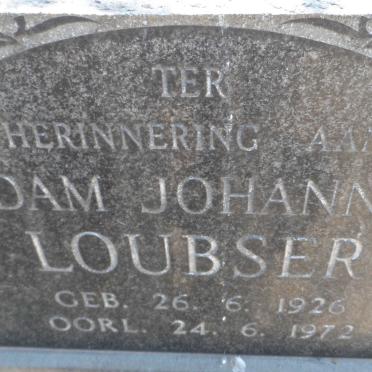 TER
HERINNERING AAN
DAM JOHANN
LOUBSER
GEB. 26. 6. 1926
OORL. 24. 6. 1972